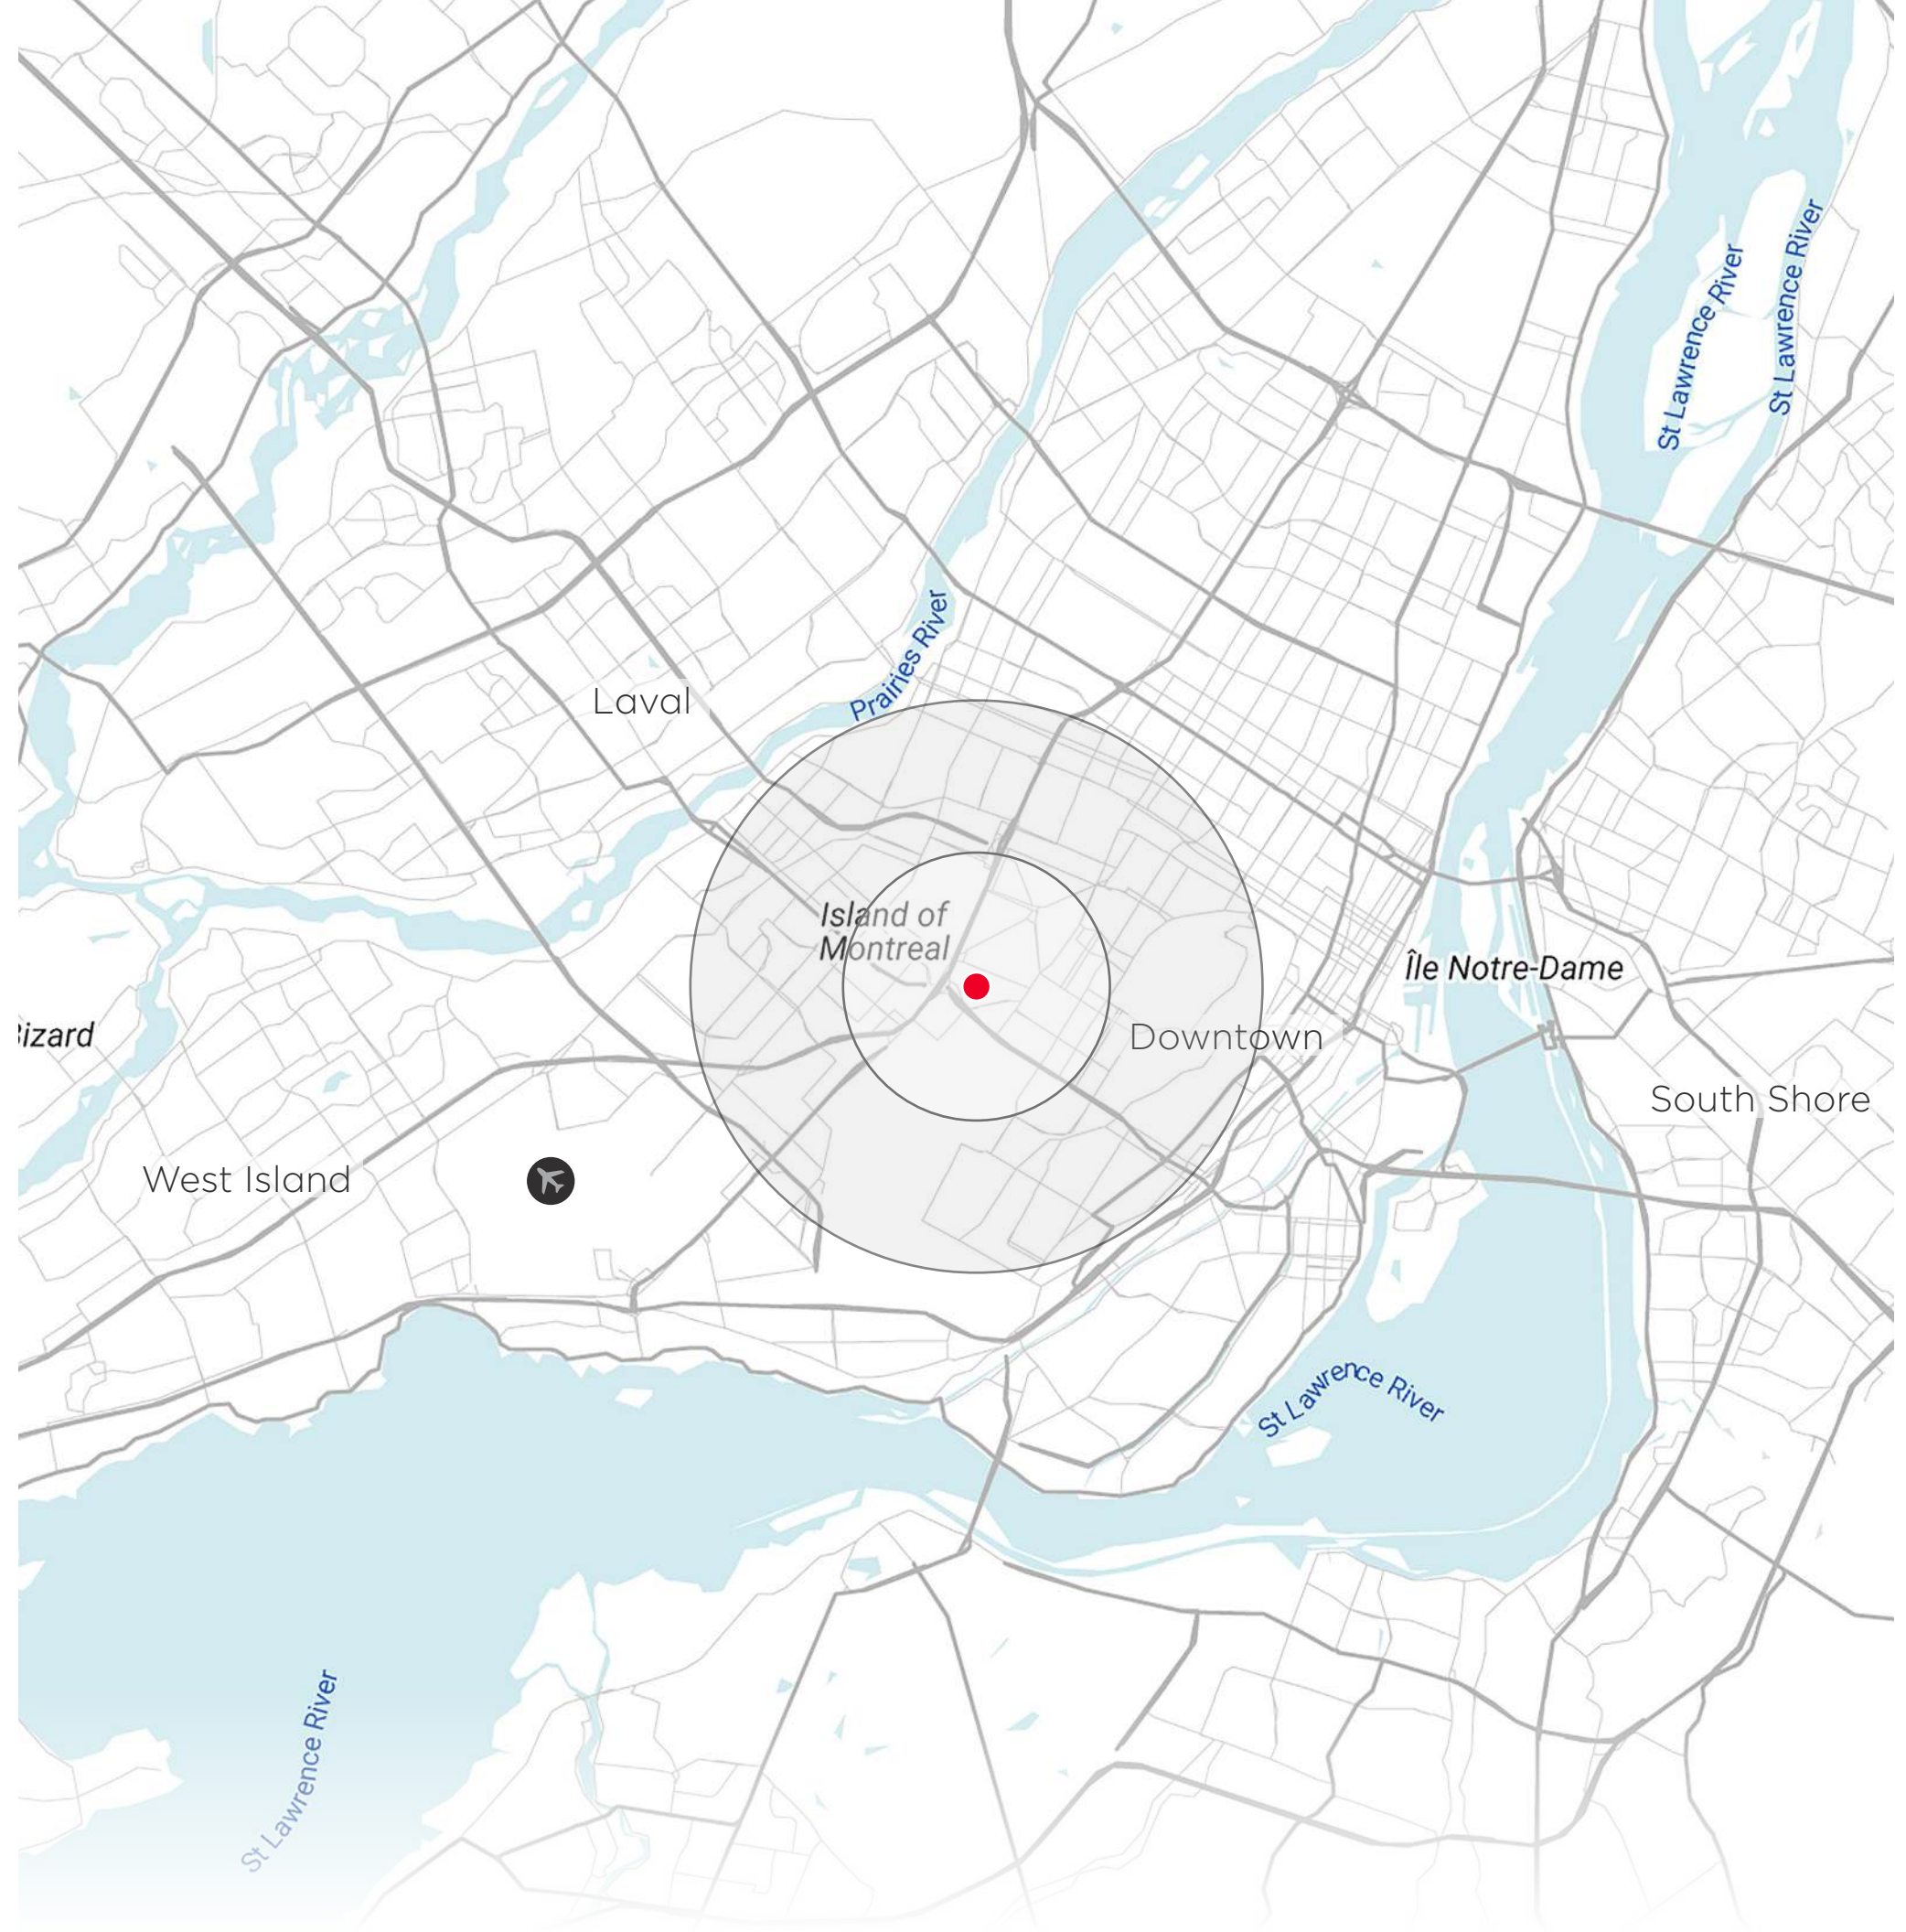 St Lawrence River
St Lawrence River
Prairies River
Laval
Island of
Montreal
Île Notre-Dame
izard
Downtown
South Shore
West Island
St Lawrence River
St Lawrence River